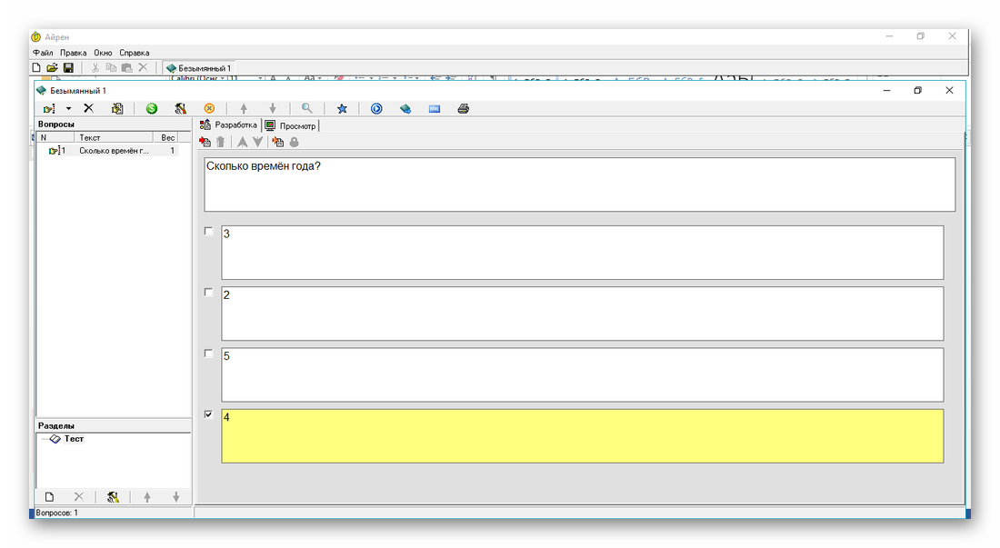 Айрен
Файл Правка Окно Справка
Безымянный 1
Безымянный 1
Вопросы
N Текст Вес
1 Сколько времён г... 1
Разработка Просмотр
Сколько времён года?
3
2
5
4
Разделы
Тест
Вопросов: 1